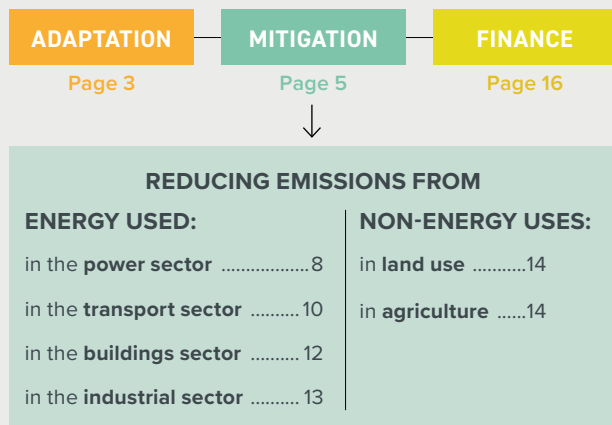 ADAPTATION
MITIGATION
FINANCE
Page 3
Page 5
Page 16
REDUCING EMISSIONS FROM
ENERGY USED:
in the power sector ..................8
in the transport sector .......... 10
in the buildings sector .......... 12
in the industrial sector .......... 13
NON-ENERGY USES:
in land use ...........14
in agriculture ......14